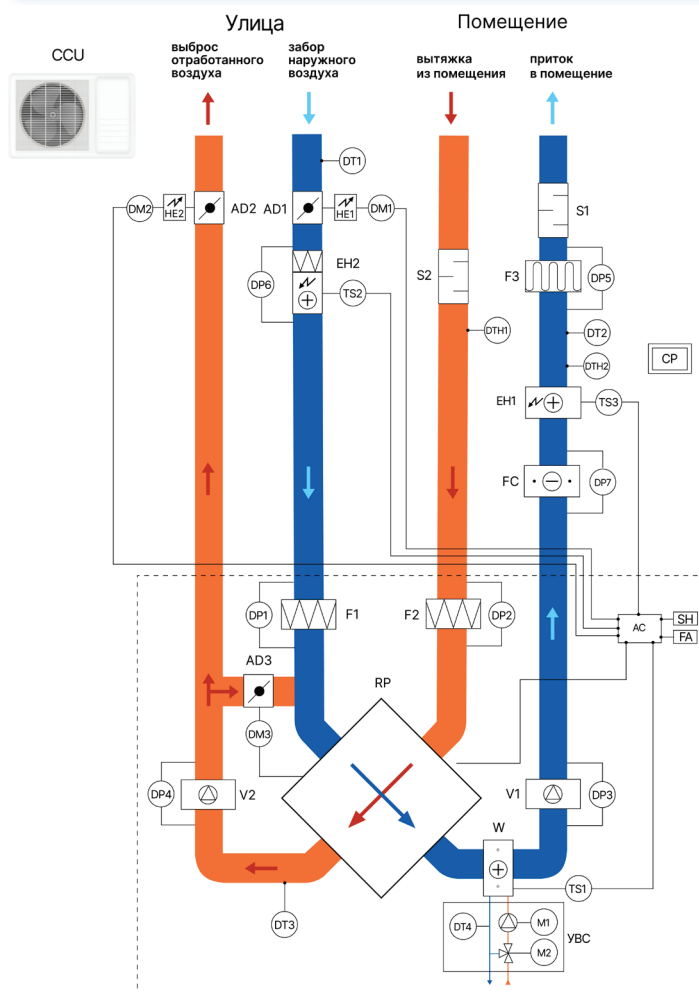 Улица
Помещение
CCU
выброс
отработанного
воздуха
забор
наружного
воздуха
вытяжка
из помещения
приток
в помещение
DT1
DM2
HE2
AD2
AD1
HE1
DM1
S1
EH2
DP6
TS2
S2
F3
DP5
DTH1
DT2
CP
DTH2
EH1
TS3
FC
DP7
DP1
F1
F2
DP2
AC
SH
FA
AD3
RP
DM3
DP4
V2
V1
DP3
W
TS1
DT3
DT4
M1
УВС
M2